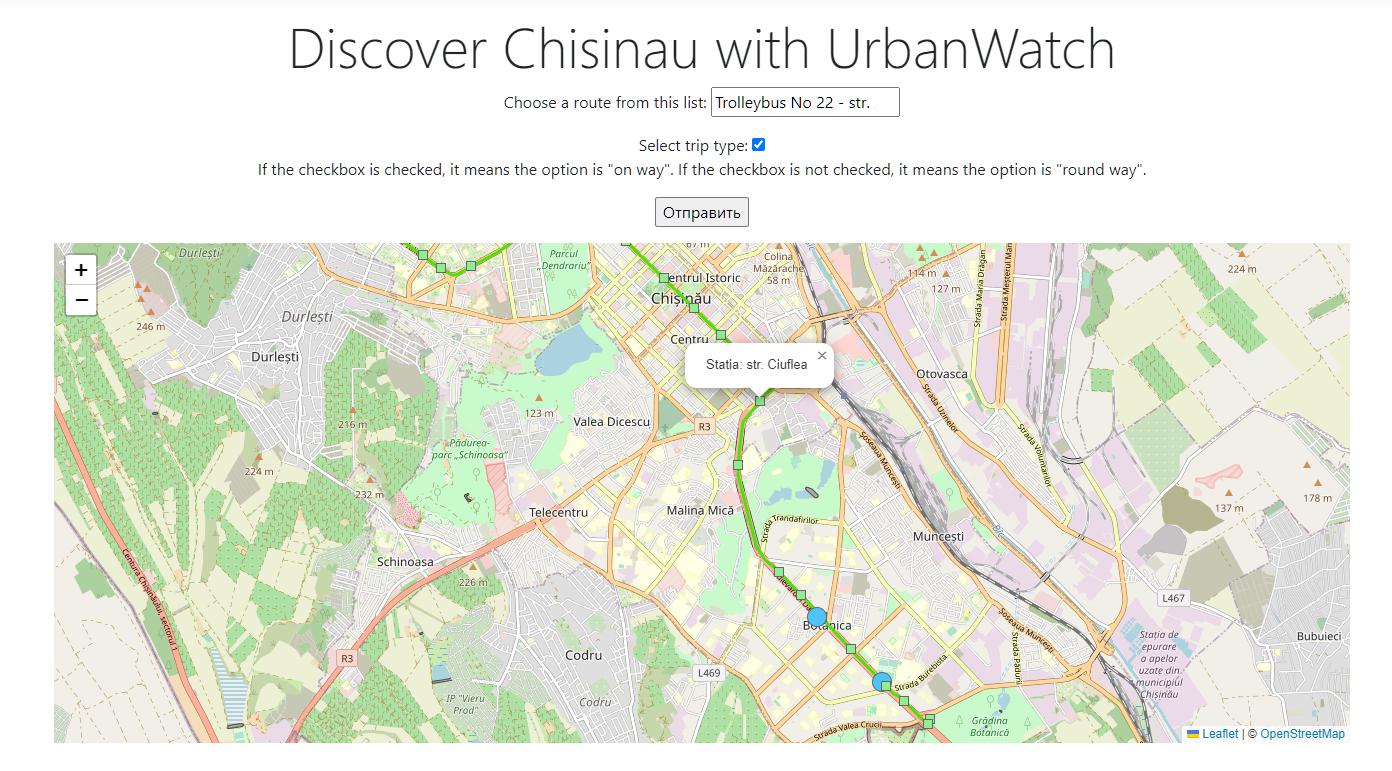 Discover Chisinau with UrbanWatch
Choose a route from this list: Trolleybus No 22 - str.
Select trip type:
If the checkbox is checked, it means the option is "on way". If the checkbox is not checked, it means the option is "round way".
Отправить
+
−
Durlești
Parcul
„Dendrariu”
67 m
Colina
Măzărache
58 m
114 m
127 m
224 m
Centrul Istoric
Chișinău
246 m
Durlești
Durlești
Centru
Statia: str. Ciuflea
×
Strada Maria Drăgan
Strada Meșterul Manole
Otovasca
Strada Uzinelor
123 m
Valea Dicescu
R3
216 m
Pădurea-
parc „Schinoasa”
224 m
232 m
Șoseaua Muncești
Strada Voluntarilor
178 m
137 m
Telecentru
Malina Mică
Strada Trandafirilor
Muncești
Bîc
Schinoasa
226 m
Centura Chișinăului, sectorul 1
L467
Botanica
Șoseaua Muncești
Strada Pădurii
Stația de
epurare
a apelor
uzate din
municipiul
Chișinău
Bubuieci
R3
Codru
L469
Strada Burebista
IP "Vieru
Prod"
Codru
Strada Valea Crucii
Grădina
Botanică
Leaflet | © OpenStreetMap